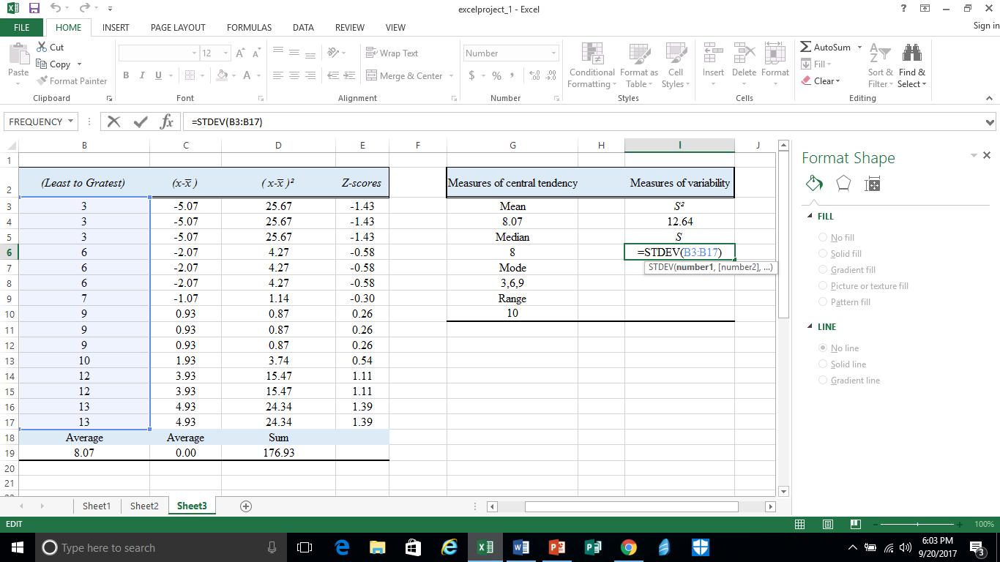 excelproject_1 - Excel
?
Sign in
FILE HOME INSERT PAGE LAYOUT FORMULAS DATA REVIEW VIEW
Paste
Cut
Copy
Format Painter
Clipboard
12
B I U
Font
Wrap Text
Merge & Center
Alignment
Number
$ % ,
Number
Conditional Formatting
Format as Table
Cell Styles
Styles
Insert Delete Format
Cells
AutoSum
Fill
Clear
Sort & Filter
Find & Select
Editing
FREQUENCY =STDEV(B3:B17)
B C D E F G H I J
1
2 (Least to Gratest) (x-x̅ ) ( x-x̅ )² Z-scores Measures of central tendency Measures of variability
3 3 -5.07 25.67 -1.43 Mean S²
4 3 -5.07 25.67 -1.43 8.07 12.64
5 3 -5.07 25.67 -1.43 Median S
6 6 -2.07 4.27 -0.58 8 =STDEV(B3:B17)
STDEV(number1, [number2], ...)
7 6 -2.07 4.27 -0.58 Mode
8 6 -2.07 4.27 -0.58 3,6,9
9 7 -1.07 1.14 -0.30 Range
10 9 0.93 0.87 0.26 10
11 9 0.93 0.87 0.26
12 9 0.93 0.87 0.26
13 10 1.93 3.74 0.54
14 12 3.93 15.47 1.11
15 12 3.93 15.47 1.11
16 13 4.93 24.34 1.39
17 13 4.93 24.34 1.39
18 Average Average Sum
19 8.07 0.00 176.93
20
21
Format Shape
FILL
No fill
Solid fill
Gradient fill
Picture or texture fill
Pattern fill
LINE
No line
Solid line
Gradient line
Sheet1 Sheet2 Sheet3
EDIT 100%
Type here to search
6:03 PM
9/20/2017
3